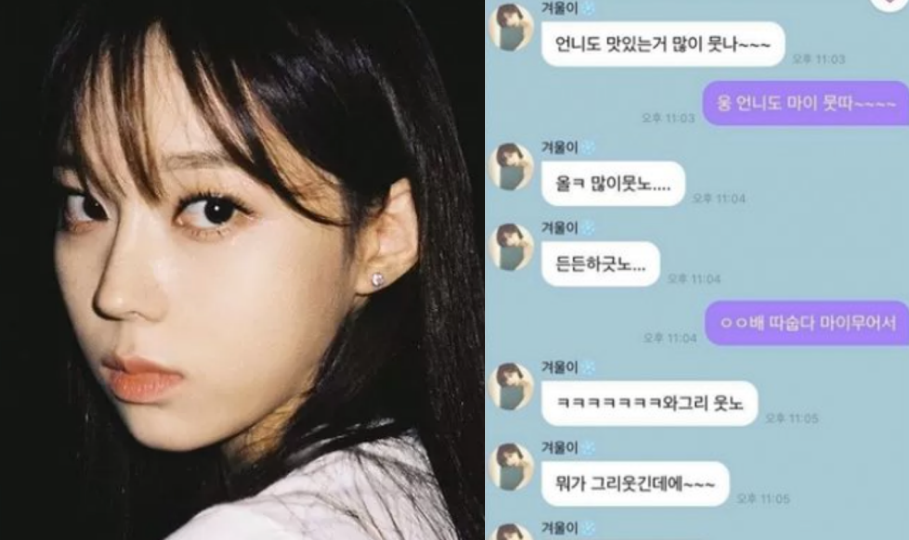 겨울이
언니도 맛있는거 많이 뭇나~~~
오후 11:03
웅 언니도 마이 뭇따~~~~
오후 11:03
겨울이
올ㅋ 많이뭇노....
오후 11:04
겨울이
든든하긋노...
오후 11:04
ㅇㅇ배 따숩다 마이무어서
오후 11:04
겨울이
ㅋㅋㅋㅋㅋㅋㅋ와그리 웃노
오후 11:05
겨울이
뭐가 그리웃긴데에~~~
오후 11:05
겨울이